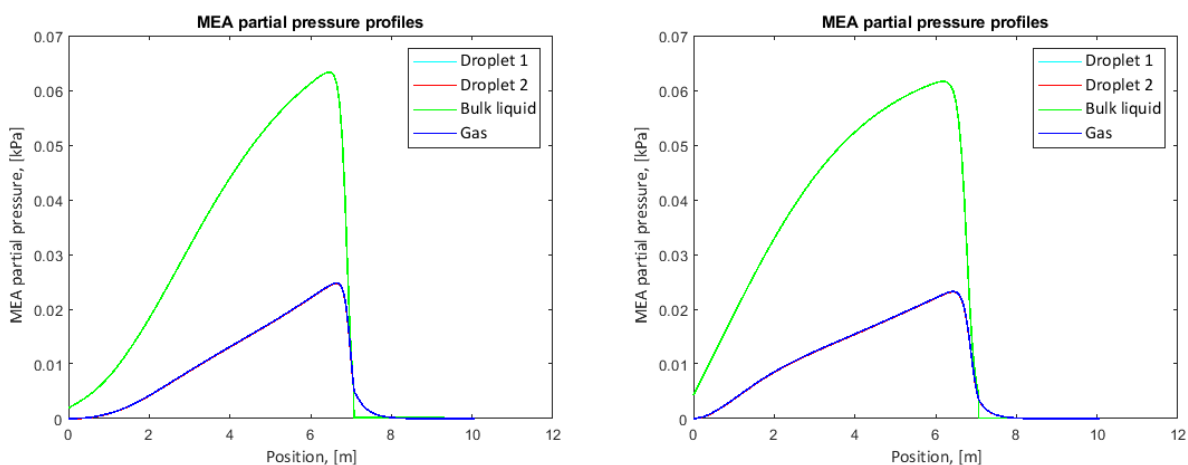 MEA partial pressure profiles
0.07
0.06
0.05
0.04
0.03
0.02
0.01
0
MEA partial pressure, [kPa]
Droplet 1
Droplet 2
Bulk liquid
Gas
0 2 4 6 8 10 12
Position, [m]
MEA partial pressure profiles
0.07
0.06
0.05
0.04
0.03
0.02
0.01
0
MEA partial pressure, [kPa]
Droplet 1
Droplet 2
Bulk liquid
Gas
0 2 4 6 8 10 12
Position, [m]